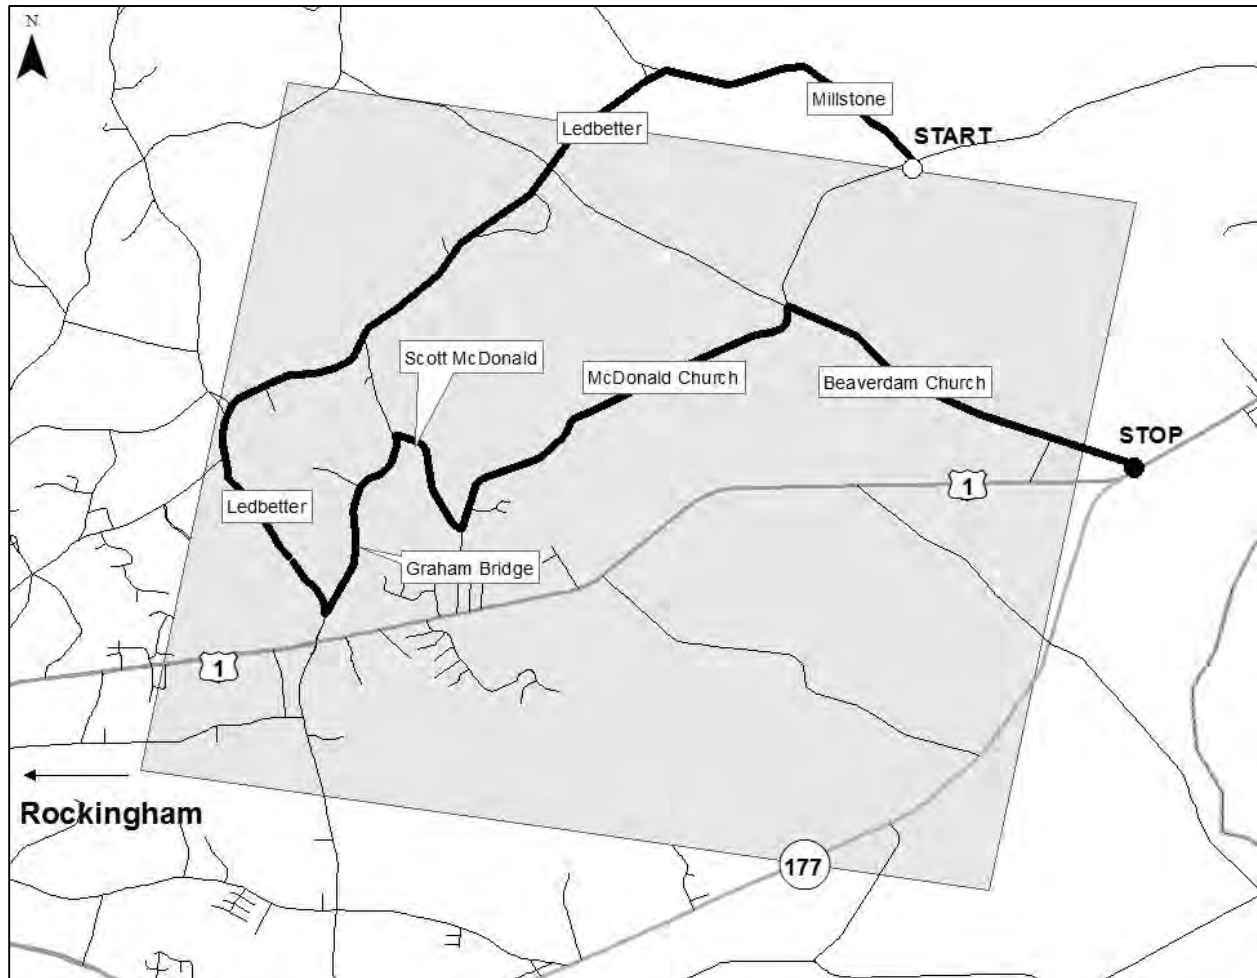 N
Millstone
Ledbetter
START
Scott McDonald
McDonald Church
Beaverdam Church
STOP
1
Ledbetter
Graham Bridge
1
Rockingham
177